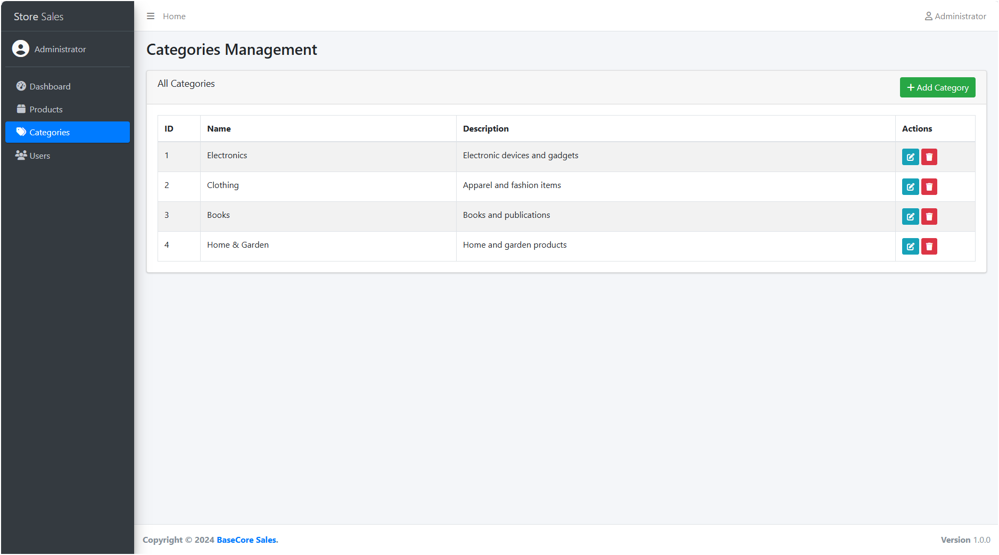 Store Sales
Home
Administrator
Administrator
Dashboard
Products
Categories
Users
Categories Management
All Categories
Add Category
ID Name Description Actions
1 Electronics Electronic devices and gadgets
2 Clothing Apparel and fashion items
3 Books Books and publications
4 Home & Garden Home and garden products
Copyright © 2024 BaseCore Sales.
Version 1.0.0